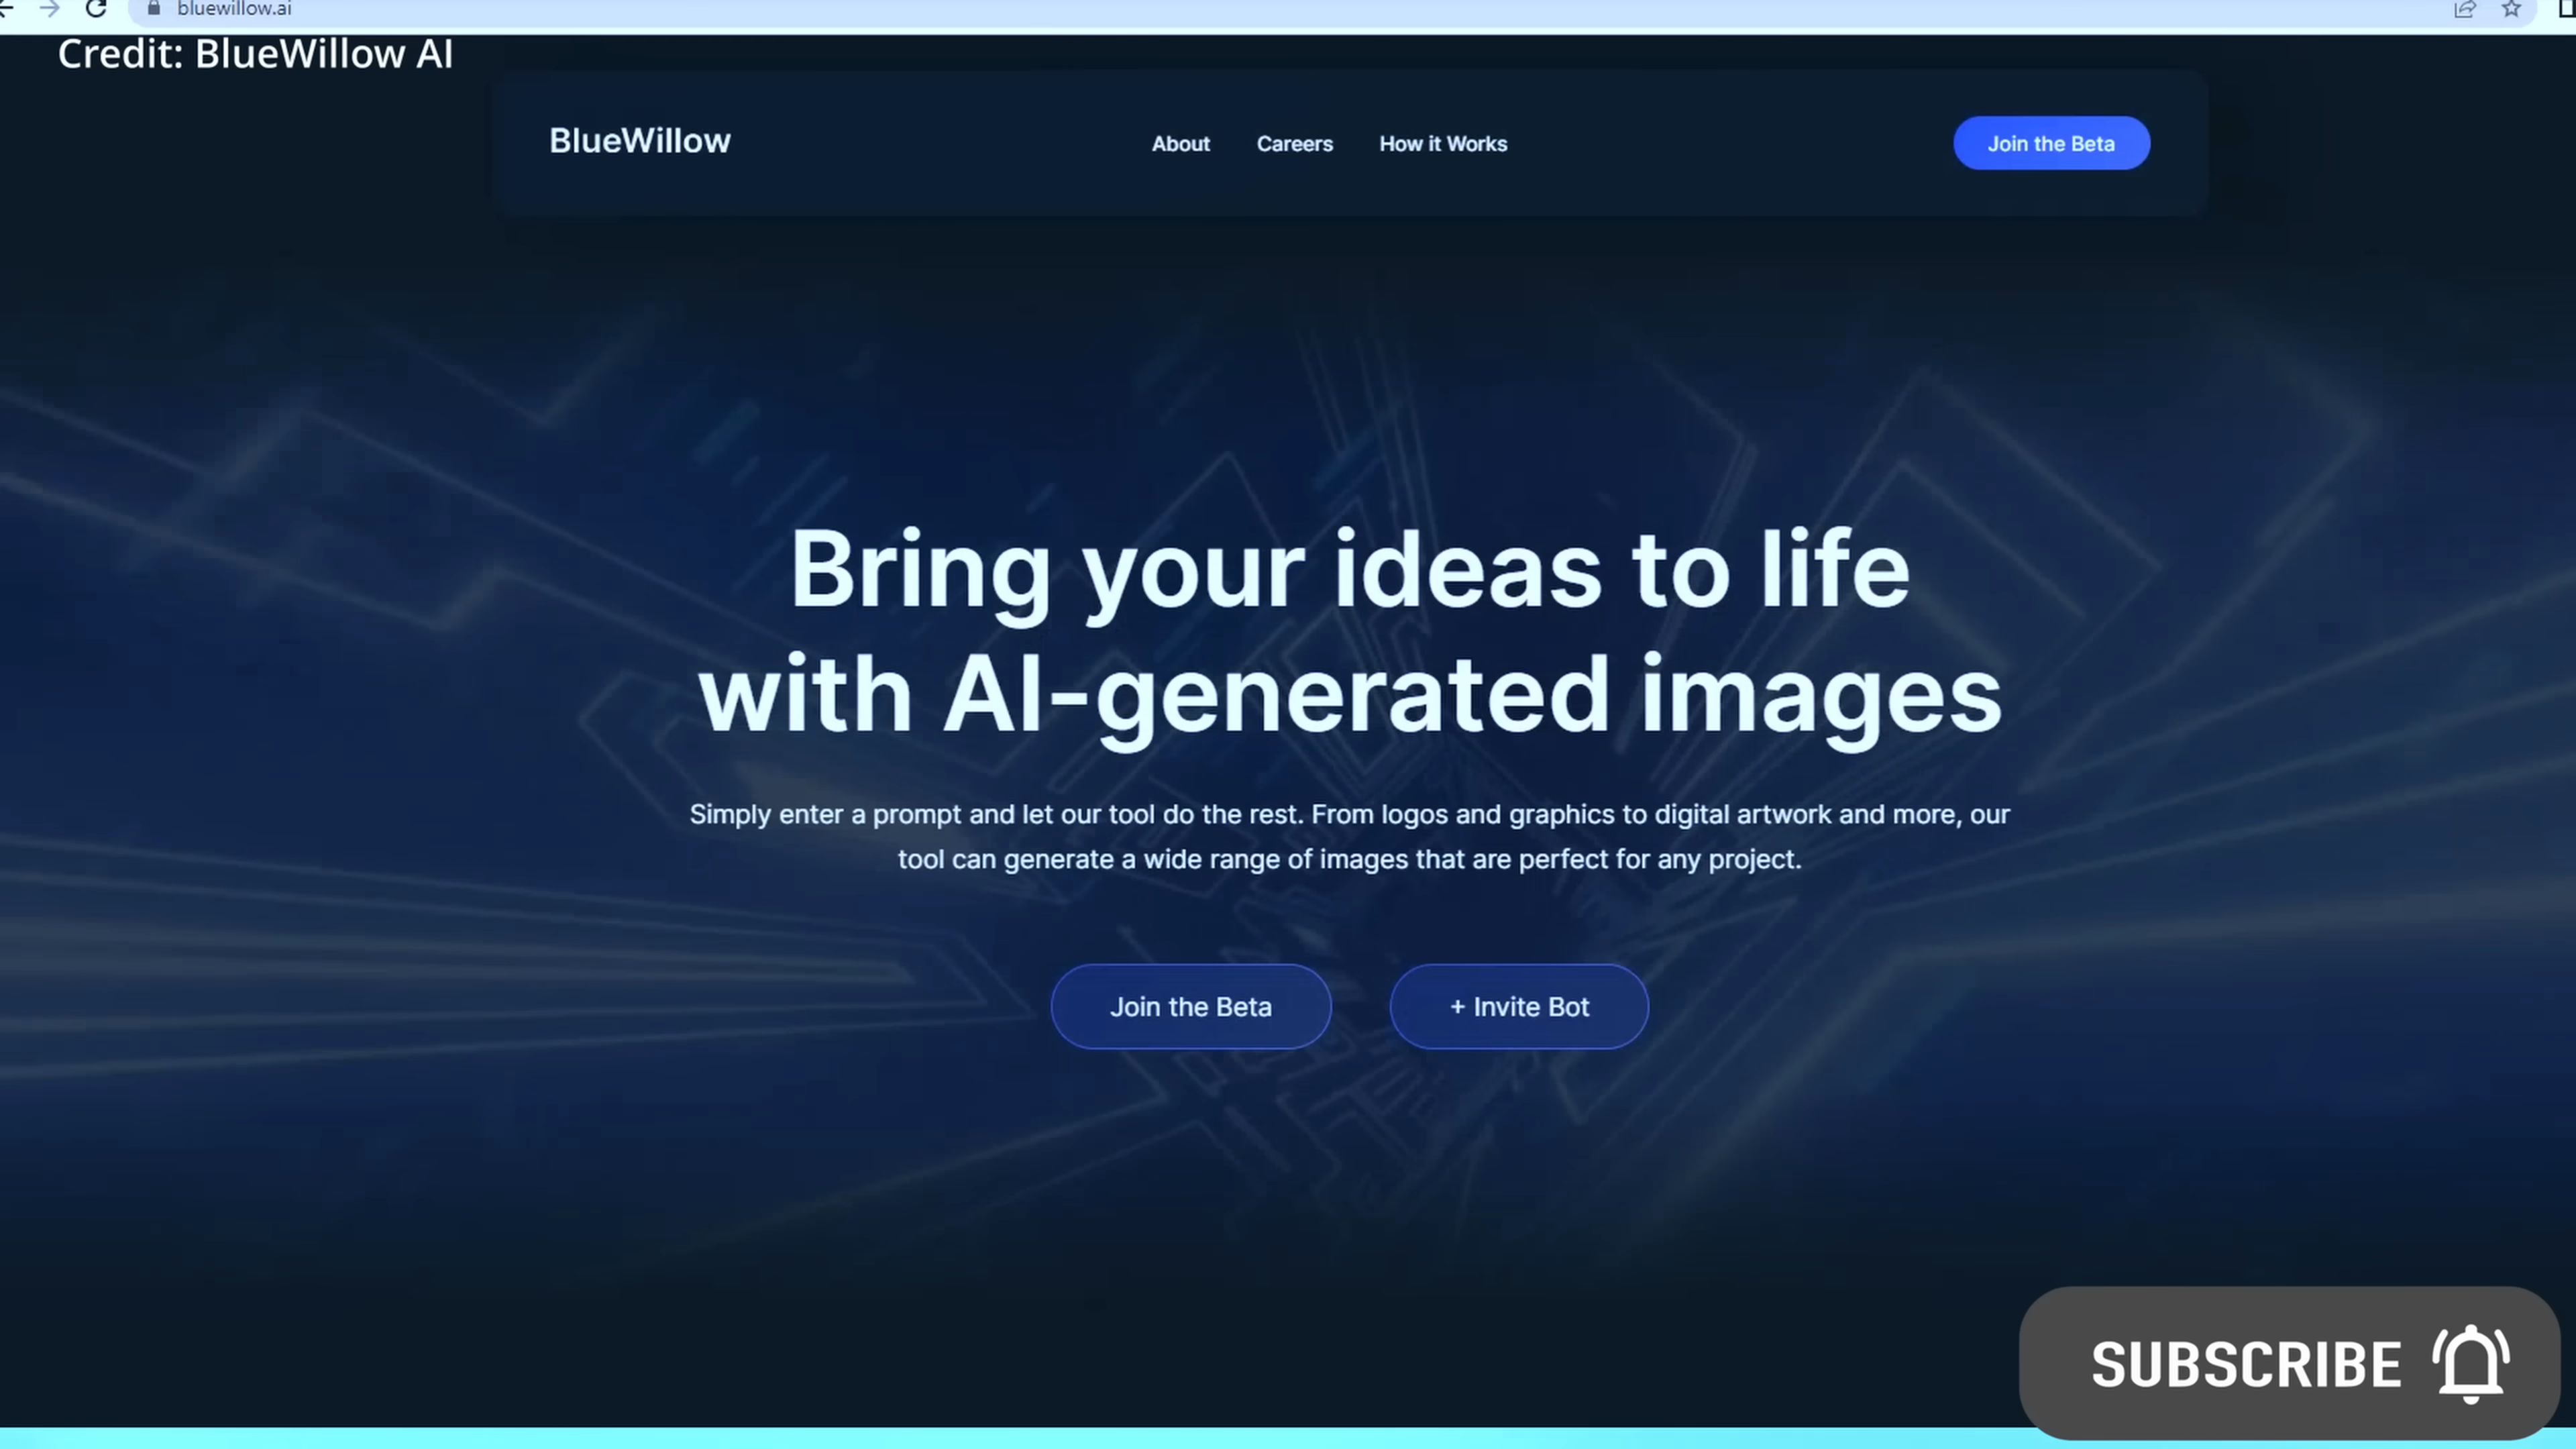 bluewillow.ai
Credit: BlueWillow AI
BlueWillow
About
Careers
How it Works
Join the Beta
Bring your ideas to life
with AI-generated images
Simply enter a prompt and let our tool do the rest. From logos and graphics to digital artwork and more, our
tool can generate a wide range of images that are perfect for any project.
Join the Beta
+ Invite Bot
SUBSCRIBE